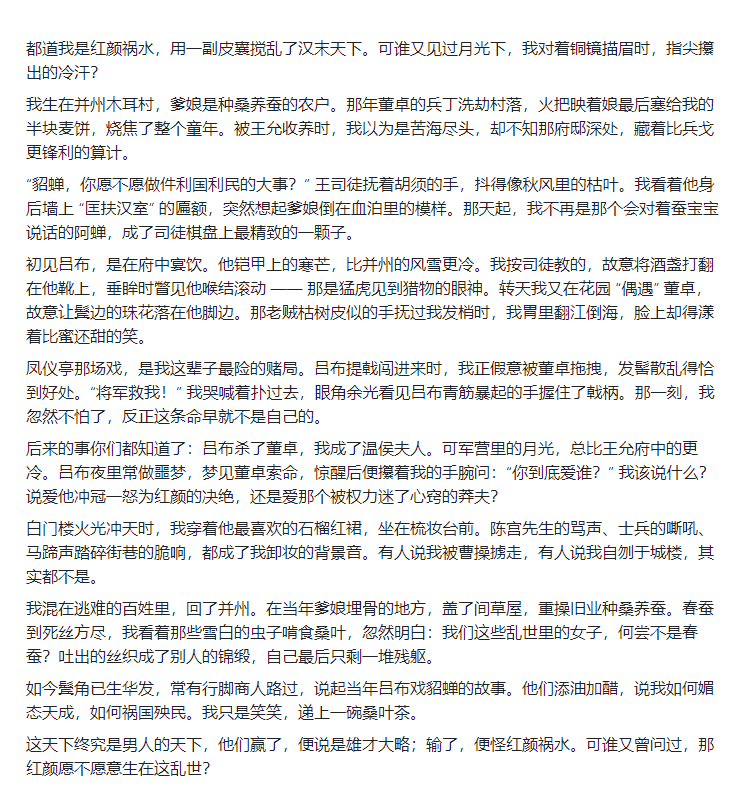 都道我是红颜祸水，用一副皮囊搅乱了汉末天下。可谁又见过月光下，我对着铜镜描眉时，指尖攥
出的冷汗？
我生在并州木耳村，爹娘是种桑养蚕的农户。那年董卓的兵丁洗劫村落，火把映着娘最后塞给我的
半块麦饼，烧焦了整个童年。被王允收养时，我以为是苦海尽头，却不知那府邸深处，藏着比兵戈
更锋利的算计。
“貂蝉，你愿不愿做件利国利民的大事？” 王司徒抚着胡须的手，抖得像秋风里的枯叶。我看着他身
后墙上 “匡扶汉室” 的匾额，突然想起爹娘倒在血泊里的模样。那天起，我不再是那个会对着蚕宝宝
说话的阿蝉，成了司徒棋盘上最精致的一颗子。
初见吕布，是在府中宴饮。他铠甲上的寒芒，比并州的风雪更冷。我按司徒教的，故意将酒盏打翻
在他靴上，垂眸时瞥见他喉结滚动 —— 那是猛虎见到猎物的眼神。转天我又在花园 “偶遇” 董卓，
故意让鬓边的珠花落在他脚边。那老贼枯树皮似的手抚过我发梢时，我胃里翻江倒海，脸上却得漾
着比蜜还甜的笑。
凤仪亭那场戏，是我这辈子最险的赌局。吕布提戟闯进来时，我正假意被董卓拖拽，发髻散乱得恰
到好处。“将军救我！” 我哭喊着扑过去，眼角余光看见吕布青筋暴起的手握住了戟柄。那一刻，我
忽然不怕了，反正这条命早就不是自己的。
后来的事你们都知道了：吕布杀了董卓，我成了温侯夫人。可军营里的月光，总比王允府中的更
冷。吕布夜里常做噩梦，梦见董卓索命，惊醒后便攥着我的手腕问：“你到底爱谁？” 我该说什么？
说爱他冲冠一怒为红颜的决绝，还是爱那个被权力迷了心窍的莽夫？
白门楼火光冲天时，我穿着他最喜欢的石榴红裙，坐在梳妆台前。陈宫先生的骂声、士兵的嘶吼、
马蹄声踏碎街巷的脆响，都成了我卸妆的背景音。有人说我被曹操掳走，有人说我自刎于城楼，其
实都不是。
我混在逃难的百姓里，回了并州。在当年爹娘埋骨的地方，盖了间草屋，重操旧业种桑养蚕。春蚕
到死丝方尽，我看着那些雪白的虫子啃食桑叶，忽然明白：我们这些乱世里的女子，何尝不是春
蚕？吐出的丝织成了别人的锦缎，自己最后只剩一堆残躯。
如今鬓角已生华发，常有行脚商人路过，说起当年吕布戏貂蝉的故事。他们添油加醋，说我如何媚
态天成，如何祸国殃民。我只是笑笑，递上一碗桑叶茶。
这天下终究是男人的天下，他们赢了，便说是雄才大略；输了，便怪红颜祸水。可谁又曾问过，那
红颜愿不愿意生在这乱世？